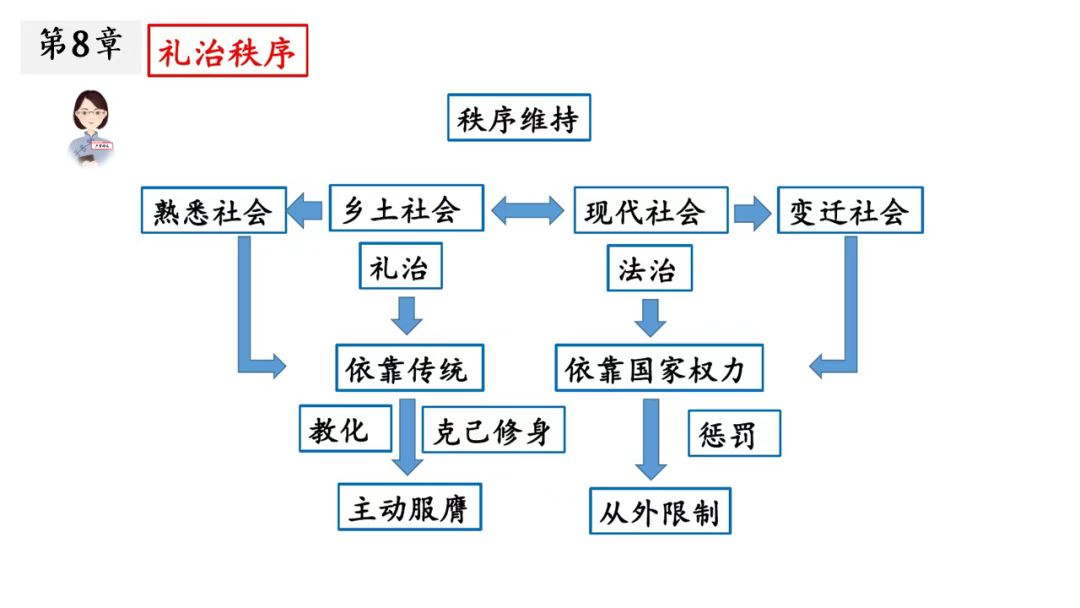 第8章
礼治秩序
秩序维持
熟悉社会
乡土社会
现代社会
变迁社会
礼治
法治
依靠传统
依靠国家权力
教化
克己修身
惩罚
主动服膺
从外限制